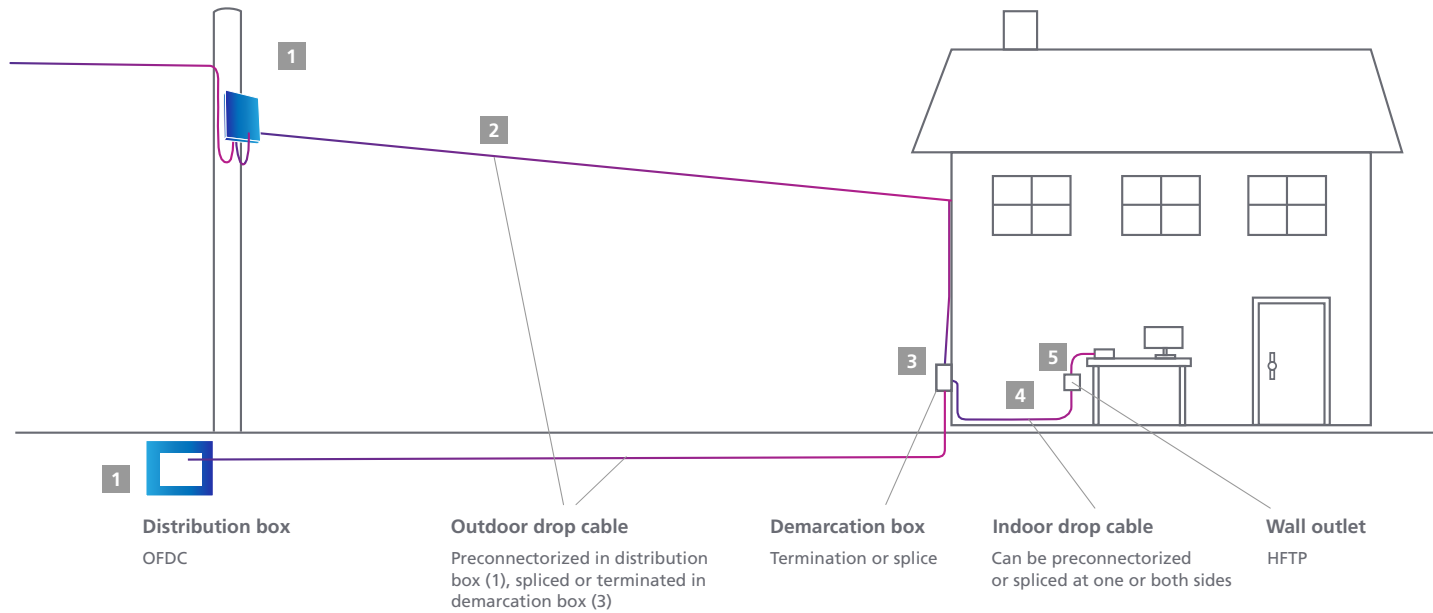 1
2
3
5
4
1
Distribution box
OFDC
Outdoor drop cable
Preconnectorized in distribution
box (1), spliced or terminated in
demarcation box (3)
Demarcation box
Termination or splice
Indoor drop cable
Can be preconnectorized
or spliced at one or both sides
Wall outlet
HFTP